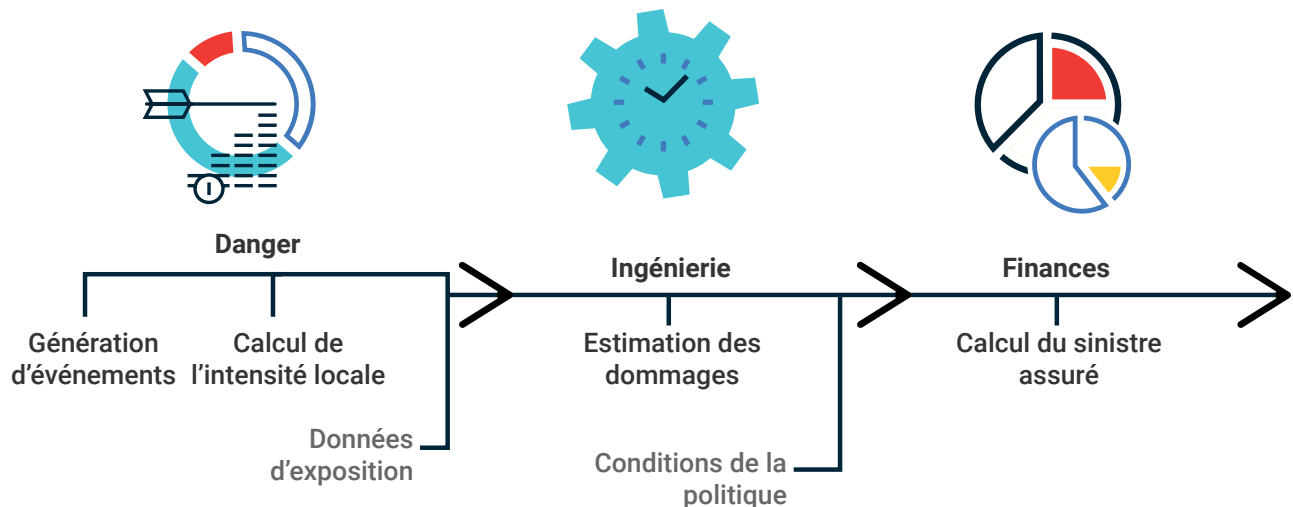 Danger
Génération
d'événements
Calcul de
l'intensité locale
Données
d'exposition
Ingénierie
Estimation des
dommages
Conditions de la
politique
Finances
Calcul du sinistre
assuré